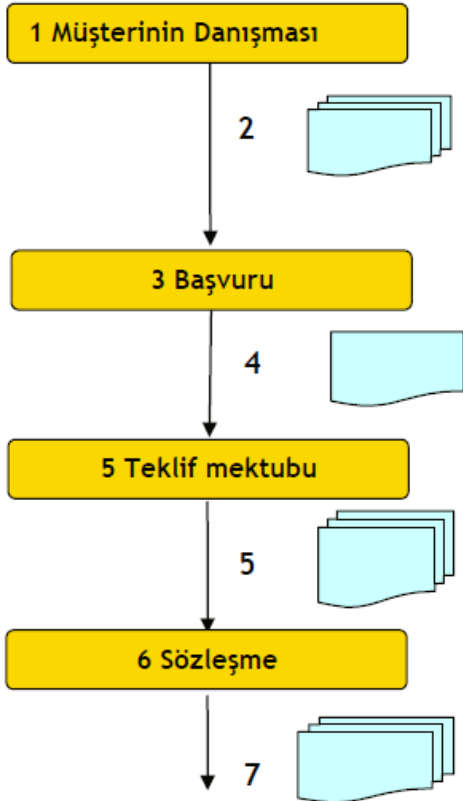 1 Müşterinin Danışması
2
3 Başvuru
4
5 Teklif mektubu
5
6 Sözleşme
7